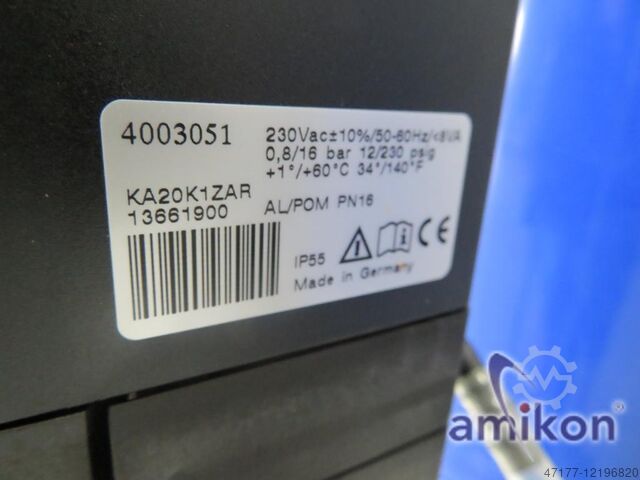 4003051
230Vac±10%/50-60Hz/<8VA
0,8/16 bar 12/230 psig
+1°/+60°C 34°/140°F
KA20K1ZAR
13661900
AL/POM PN16
IP55
CE
Made in Germany
amikon
47177-12196820